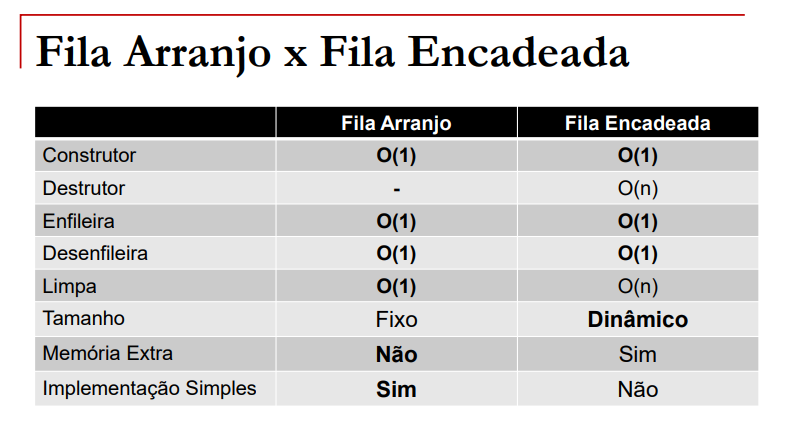 Fila Arranjo x Fila Encadeada
Fila Arranjo Fila Encadeada
Construtor O(1) O(1)
Destrutor - O(n)
Enfileira O(1) O(1)
Desenfileira O(1) O(1)
Limpa O(1) O(n)
Tamanho Fixo Dinâmico
Memória Extra Não Sim
Implementação Simples Sim Não